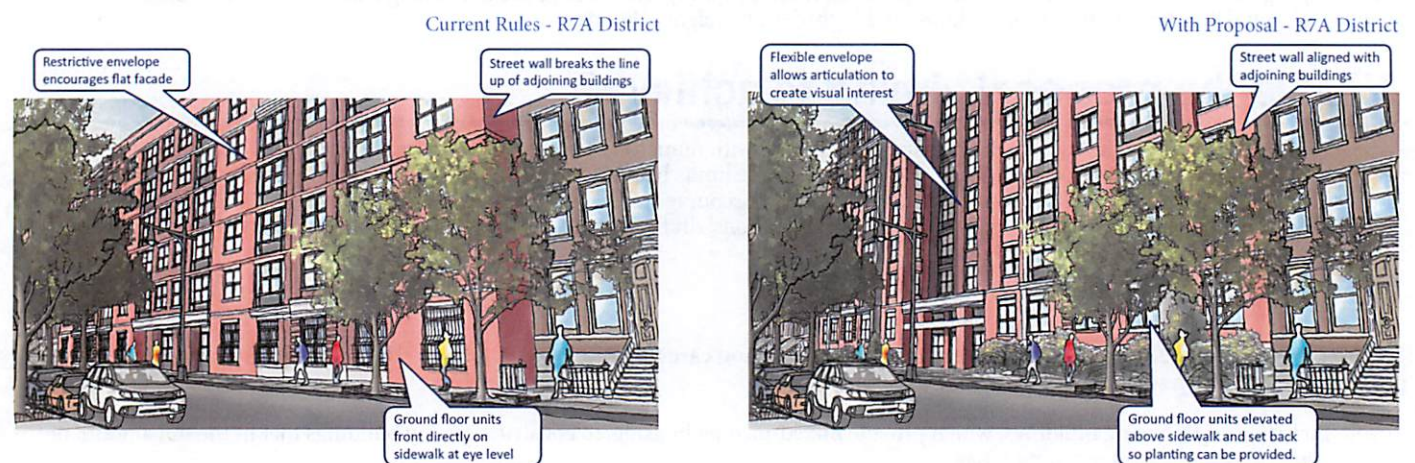 Current Rules - R7A District
Restrictive envelope
encourages flat facade
Street wall breaks the line
up of adjoining buildings
Ground floor units
front directly on
sidewalk at eye level
With Proposal - R7A District
Flexible envelope
allows articulation to
create visual interest
Street wall aligned with
adjoining buildings
Ground floor units elevated
above sidewalk and set back
so planting can be provided.